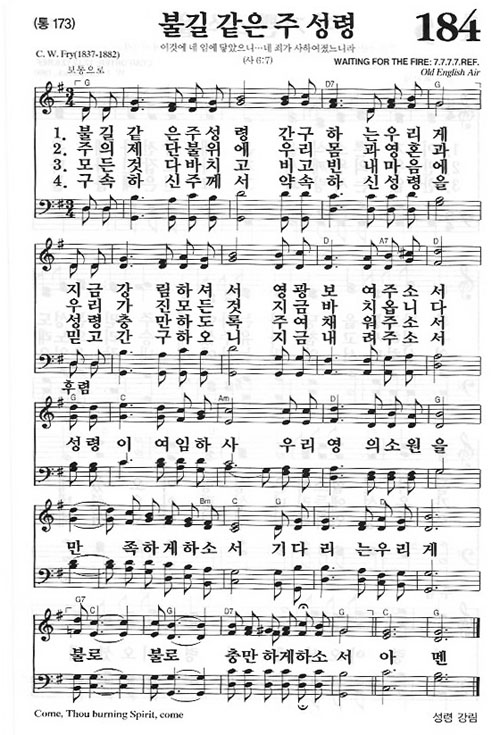 (통 173)
불길 같은 주 성령
184
이것에 네 입에 닿았으니…네 죄가 사하여졌느니라
C. W. Fry(1837-1882)
(사 6:7)
WAITING FOR THE FIRE: 7.7.7.7.REF.
보통으로
Old English Air
G D7 G
1. 불 길 같 은 주 성 령 간 구 하 는 우 리 게
2. 주 의 제 단 불 위 에 우 리 몸 과 영 혼 과
3. 모 든 것 다 바 치 고 비 고 빈 내 마 음 에
4. 구 속 하 신 주 께 서 약 속 하 신 성 령 을
D D A7 D
지 금 강 림 하 셔 서 영 광 보 여 주 소 서
우 리 가 진 모 든 것 지 금 바 치 옵 니 다
성 령 충 만 하 도 록 주 여 채 워 주 소 서
믿 고 간 구 하 오 니 지 금 내 려 주 소 서
후렴
G C Am D G
성 령 이 여 임 하 사 우 리 영 의 소 원 을
Bm C G D
만 족 하 게 하 소 서 기 다 리 는 우 리 게
G7 C G D7 G C G
불 로 불 로 충 만 하 게 하 소 서 아 멘
Come, Thou burning Spirit, come
성령 강림